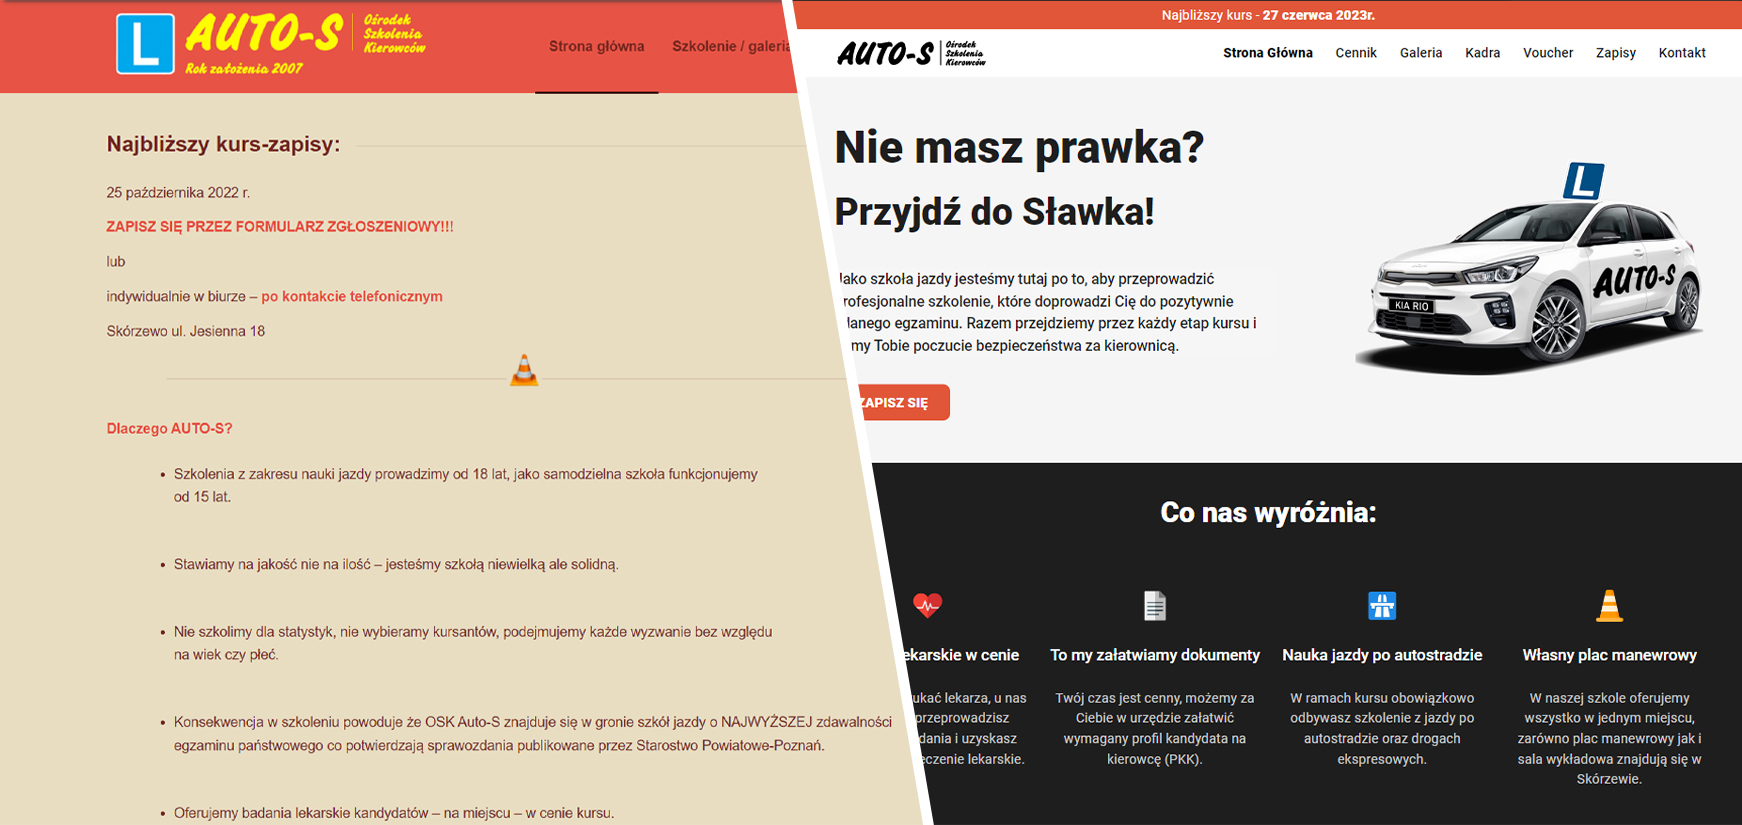 L
AUTO-S
Ośrodek
Szkolenia
Kierowców
Rok założenia 2007
Strona główna
Szkolenie / galeria
Najbliższy kurs-zapisy:
25 października 2022 r.
ZAPISZ SIĘ PRZEZ FORMULARZ ZGŁOSZENIOWY!!!
lub
indywidualnie w biurze – po kontakcie telefonicznym
Skórzewo ul. Jesienna 18
Dlaczego AUTO-S?
• Szkolenia z zakresu nauki jazdy prowadzimy od 18 lat, jako samodzielna szkoła funkcjonujemy
od 15 lat.
• Stawiamy na jakość nie na ilość – jesteśmy szkołą niewielką ale solidną.
• Nie szkolimy dla statystyk, nie wybieramy kursantów, podejmujemy każde wyzwanie bez względu
na wiek czy płeć.
• Konsekwencja w szkoleniu powoduje że OSK Auto-S znajduje się w gronie szkół jazdy o NAJWYŻSZEJ zdawalności
egzaminu państwowego co potwierdzają sprawozdania publikowane przez Starostwo Powiatowe-Poznań.
• Oferujemy badania lekarskie kandydatów – na miejscu – w cenie kursu.
Najbliższy kurs - 27 czerwca 2023r.
AUTO-S
Ośrodek
Szkolenia
Kierowców
Strona Główna
Cennik
Galeria
Kadra
Voucher
Zapisy
Kontakt
Nie masz prawka?
Przyjdź do Sławka!
Jako szkoła jazdy jesteśmy tutaj po to, aby przeprowadzić
rofesjonalne szkolenie, które doprowadzi Cię do pozytywnie
danego egzaminu. Razem przejdziemy przez każdy etap kursu i
my Tobie poczucie bezpieczeństwa za kierownicą.
ZAPISZ SIĘ
L
AUTO-S
KIA RIO
Co nas wyróżnia:
ekarskie w cenie
ukać lekarza, u nas
przeprowadzisz
dania i uzyskasz
eczenie lekarskie.
To my załatwiamy dokumenty
Twój czas jest cenny, możemy za
Ciebie w urzędzie załatwić
wymagany profil kandydata na
kierowcę (PKK).
Nauka jazdy po autostradzie
W ramach kursu obowiązkowo
odbywasz szkolenie z jazdy po
autostradzie oraz drogach
ekspresowych.
Własny plac manewrowy
W naszej szkole oferujemy
wszystko w jednym miejscu,
zarówno plac manewrowy jak i
sala wykładowa znajdują się w
Skórzewie.